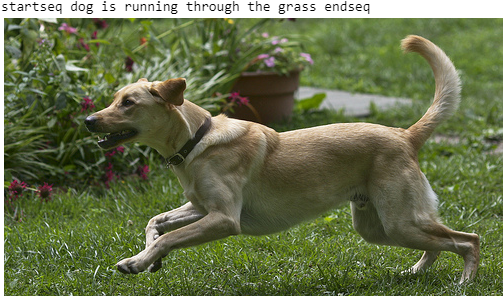 startseq dog is running through the grass endseq